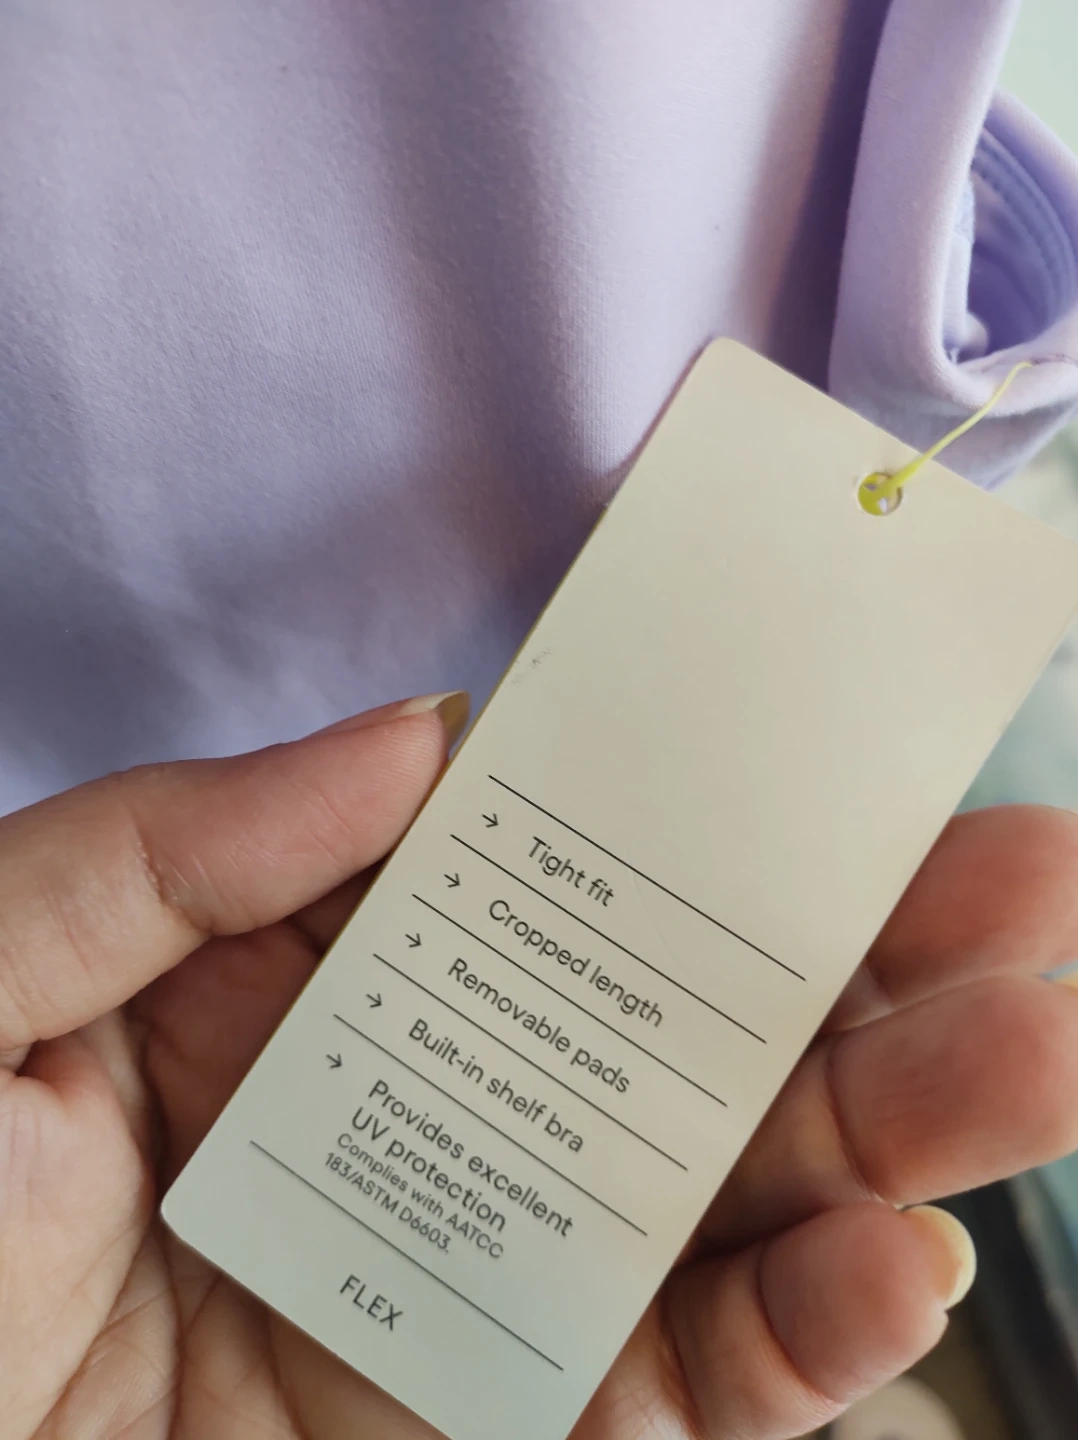 → Tight fit
→ Cropped length
→ Removable pads
→ Built-in shelf bra
→ Provides excellent
UV protection
Complies with AATCC
183/ASTM D6603.
FLEX